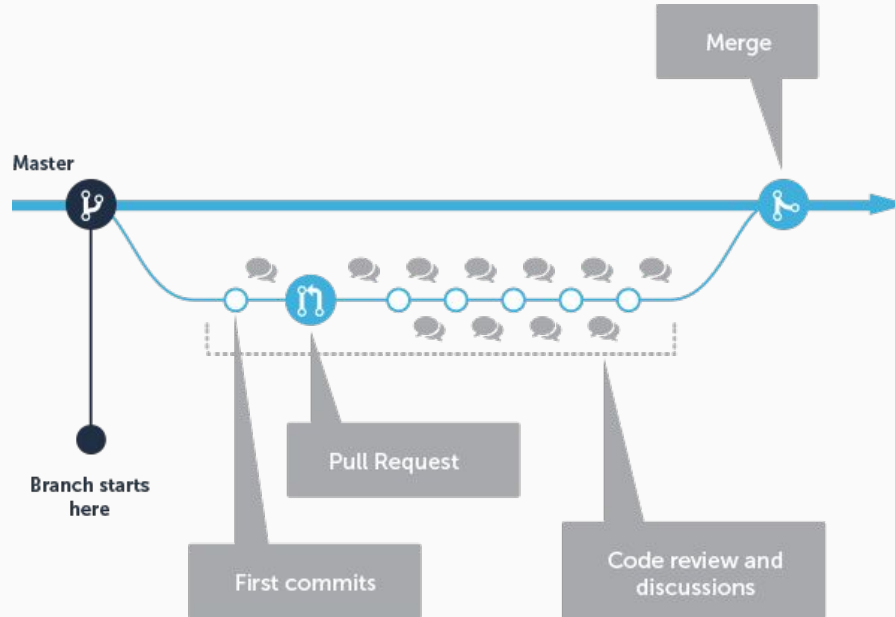 Merge
Master
Branch starts
here
Pull Request
First commits
Code review and
discussions